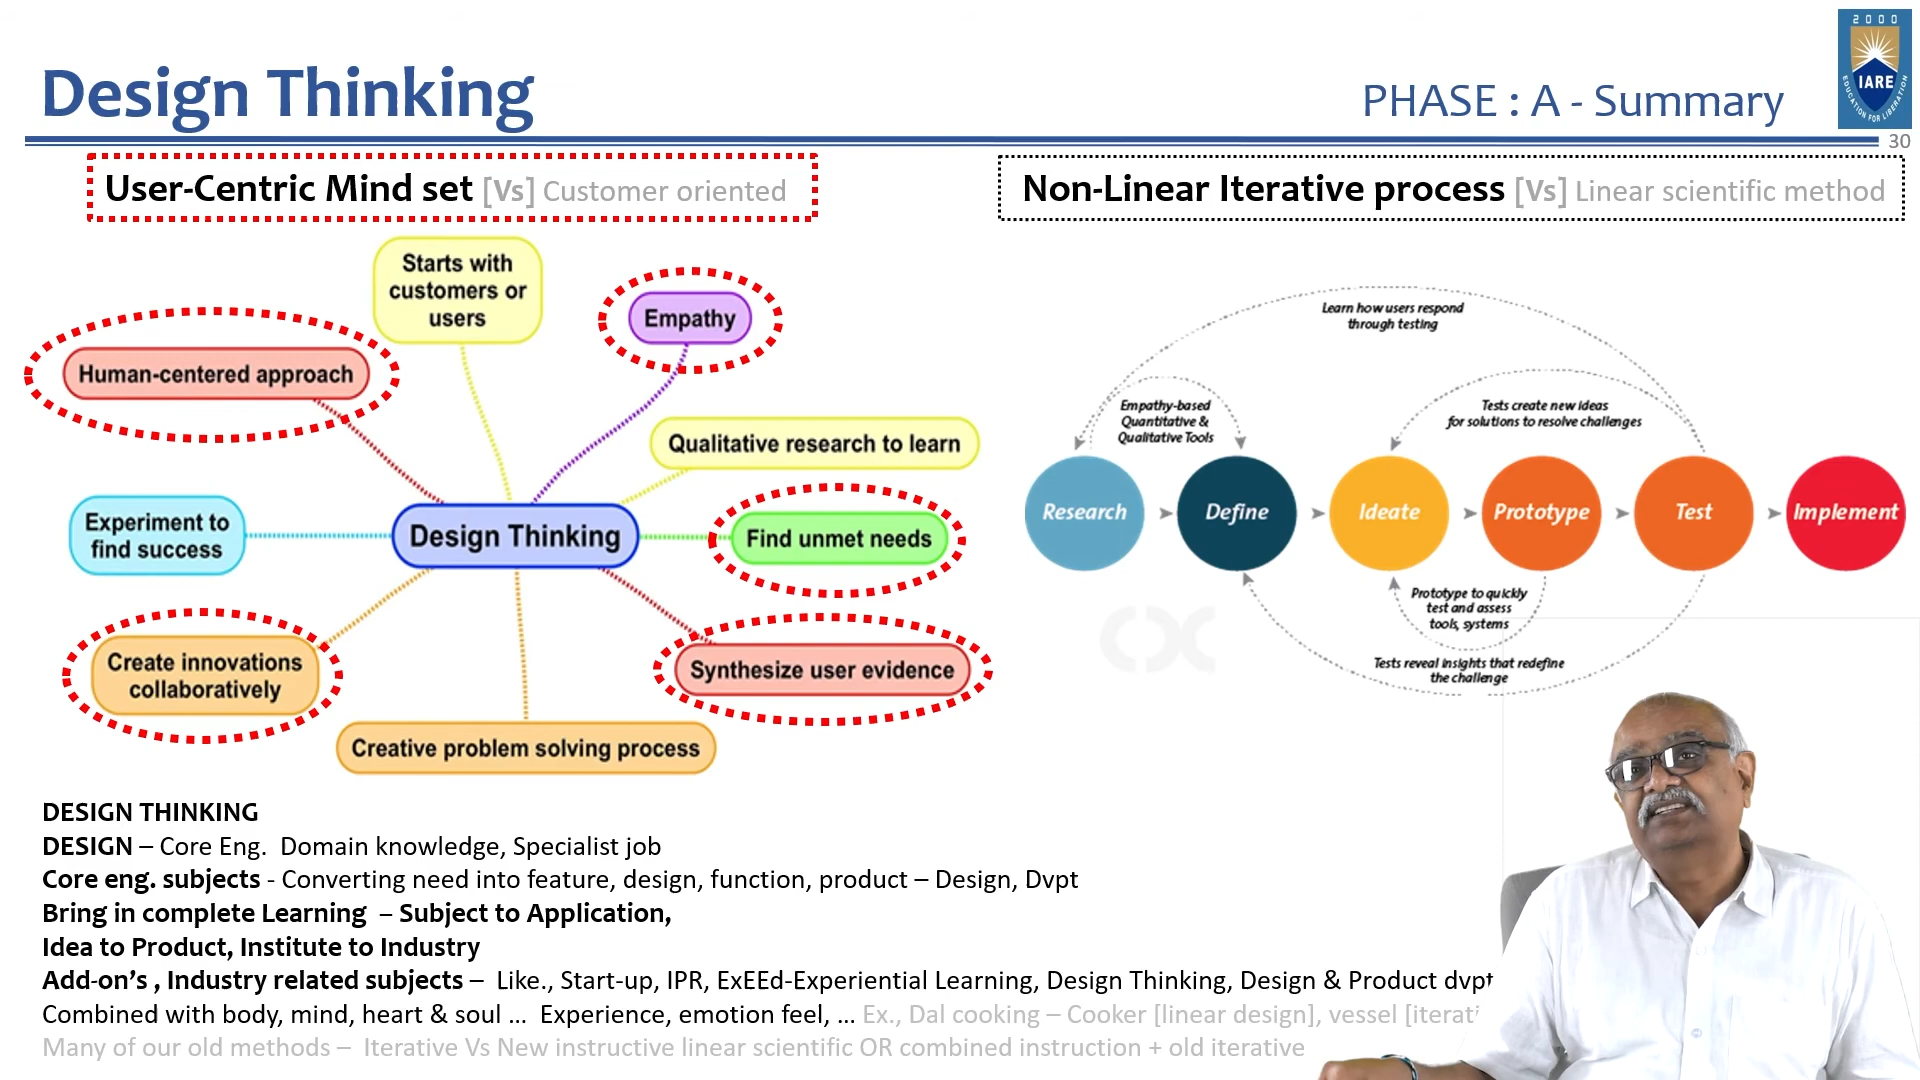 Design Thinking
PHASE : A - Summary
2000
IARE
EDUCATION FOR LIBERATION
30
User-Centric Mind set [Vs] Customer oriented
Non-Linear Iterative process [Vs] Linear scientific method
Starts with
customers or
users
Empathy
Human-centered approach
Qualitative research to learn
Experiment to
find success
Design Thinking
Find unmet needs
Create innovations
collaboratively
Synthesize user evidence
Creative problem solving process
Learn how users respond
through testing
Empathy-based
Quantitative &
Qualitative Tools
Tests create new ideas
for solutions to resolve challenges
Research
Define
Ideate
Prototype
Test
Implement
Prototype to quickly
test and assess
tools, systems
Tests reveal insights that redefine
the challenge
CX
DESIGN THINKING
DESIGN – Core Eng. Domain knowledge, Specialist job
Core eng. subjects - Converting need into feature, design, function, product – Design, Dvpt
Bring in complete Learning – Subject to Application,
Idea to Product, Institute to Industry
Add-on's , Industry related subjects – Like., Start-up, IPR, ExEEd-Experiential Learning, Design Thinking, Design & Product dvpt
Combined with body, mind, heart & soul ... Experience, emotion feel, ... Ex., Dal cooking – Cooker [linear design], vessel
Many of our old methods – Iterative Vs New instructive linear scientific OR combined instruction + old iterative